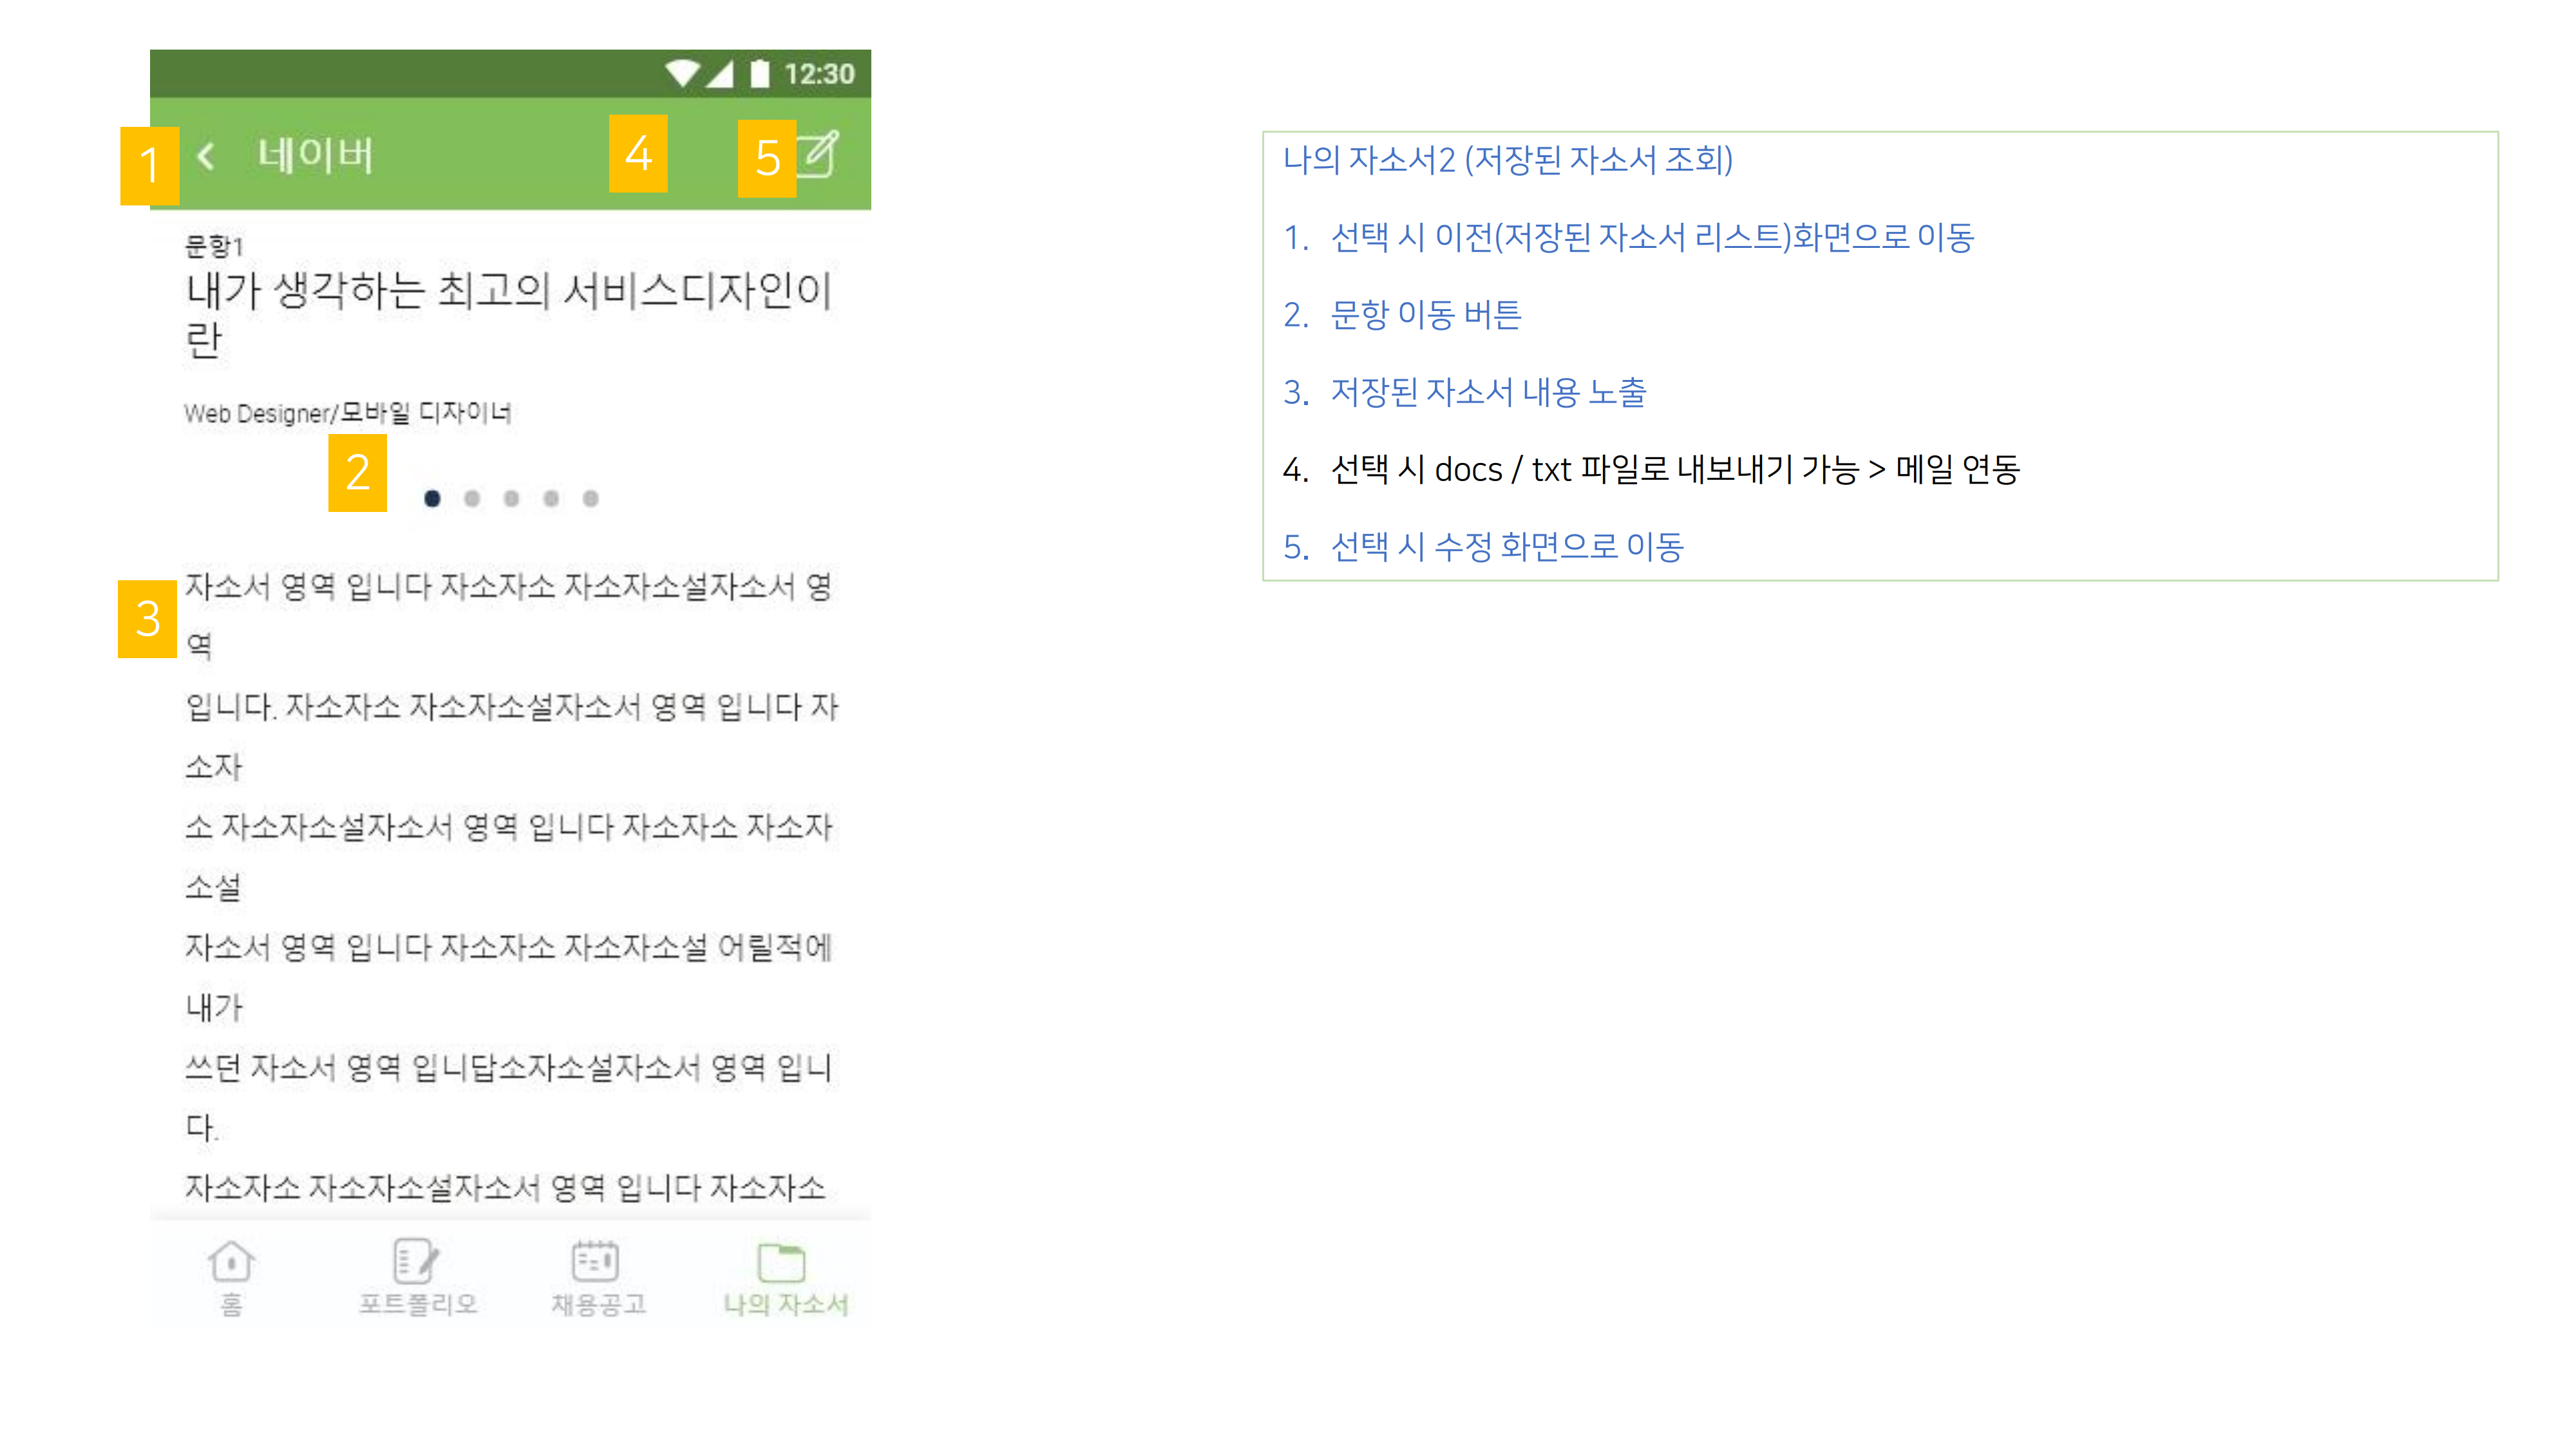 12:30
1
네이버
4
5
문항1
내가 생각하는 최고의 서비스디자인이
란
Web Designer/모바일 디자이너
2
3
자소서 영역 입니다 자소자소 자소자소설자소서 영
역
입니다. 자소자소 자소자소설자소서 영역 입니다 자
소자
소 자소자소설자소서 영역 입니다 자소자소 자소자
소설
자소서 영역 입니다 자소자소 자소자소설 어릴적에
내가
쓰던 자소서 영역 입니답소자소설자소서 영역 입니
다.
자소자소 자소자소설자소서 영역 입니다 자소자소
홈
포트폴리오
채용공고
나의 자소서
나의 자소서2 (저장된 자소서 조회)
1. 선택 시 이전(저장된 자소서 리스트)화면으로 이동
2. 문항 이동 버튼
3. 저장된 자소서 내용 노출
4. 선택 시 docs / txt 파일로 내보내기 가능 > 메일 연동
5. 선택 시 수정 화면으로 이동